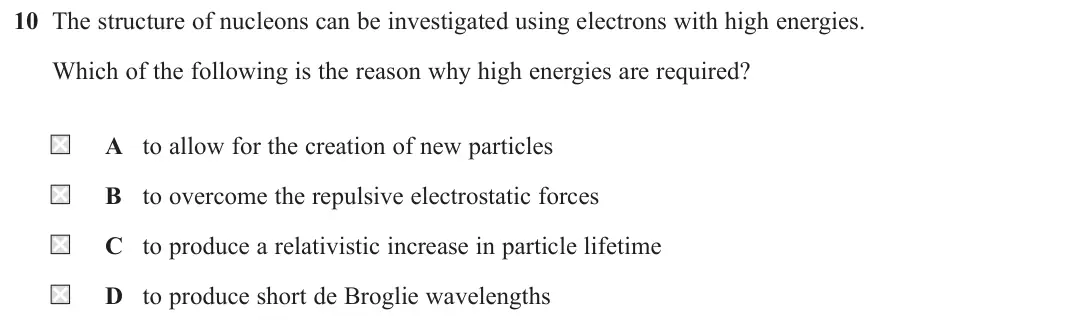 10 The structure of nucleons can be investigated using electrons with high energies.
Which of the following is the reason why high energies are required?
A to allow for the creation of new particles
B to overcome the repulsive electrostatic forces
C to produce a relativistic increase in particle lifetime
D to produce short de Broglie wavelengths